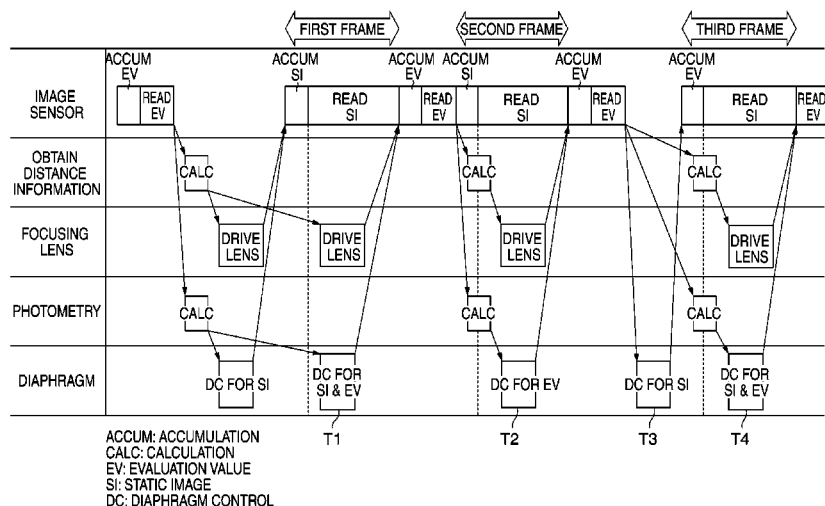 FIRST FRAME SECOND FRAME THIRD FRAME
ACCUM EV ACCUM SI ACCUM EV ACCUM SI ACCUM EV ACCUM EV
IMAGE SENSOR
READ EV READ SI READ EV READ SI READ EV READ SI READ EV
OBTAIN DISTANCE INFORMATION
CALC CALC CALC
FOCUSING LENS
DRIVE LENS DRIVE LENS DRIVE LENS DRIVE LENS
PHOTOMETRY
CALC CALC CALC
DIAPHRAGM
DC FOR SI DC FOR SI & EV DC FOR EV DC FOR SI DC FOR SI & EV
T1 T2 T3 T4
ACCUM: ACCUMULATION
CALC: CALCULATION
EV: EVALUATION VALUE
SI: STATIC IMAGE
DC: DIAPHRAGM CONTROL